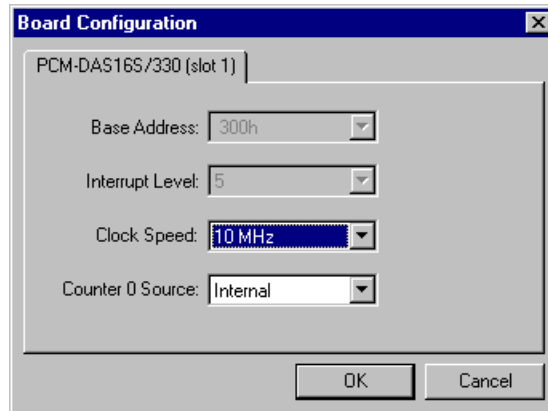 Board Configuration
PCM-DAS16S/330 (slot 1)
Base Address: 300h
Interrupt Level: 5
Clock Speed: 10 MHz
Counter 0 Source: Internal
OK Cancel